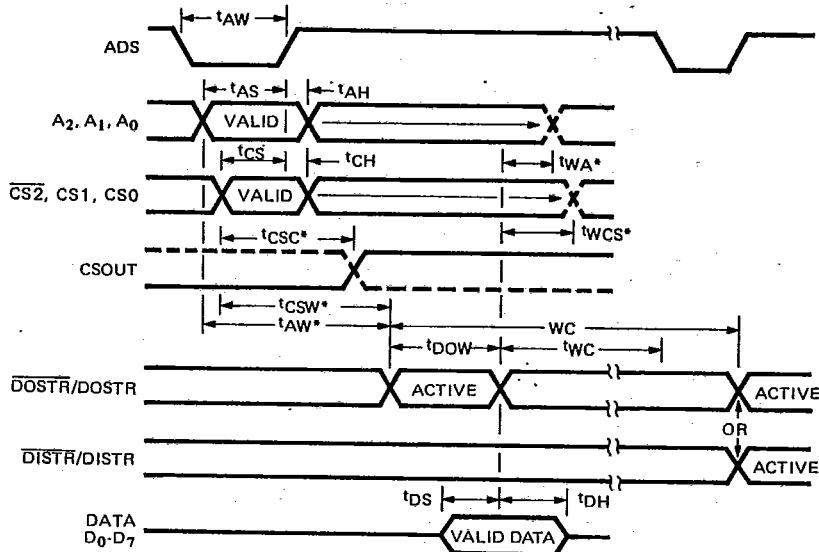 tAW
ADS
tAS
tAH
A2, A1, A0
VALID
tCS
tCH
tWA*
CS2, CS1, CS0
VALID
tWCS*
tCSC*
CSOUT
tCSW*
tAW*
WC
tDOW
tWC
DOSTR/DOSTR
ACTIVE
ACTIVE
OR
DISTR/DISTR
ACTIVE
tDS
tDH
DATA
D0-D7
VALID DATA